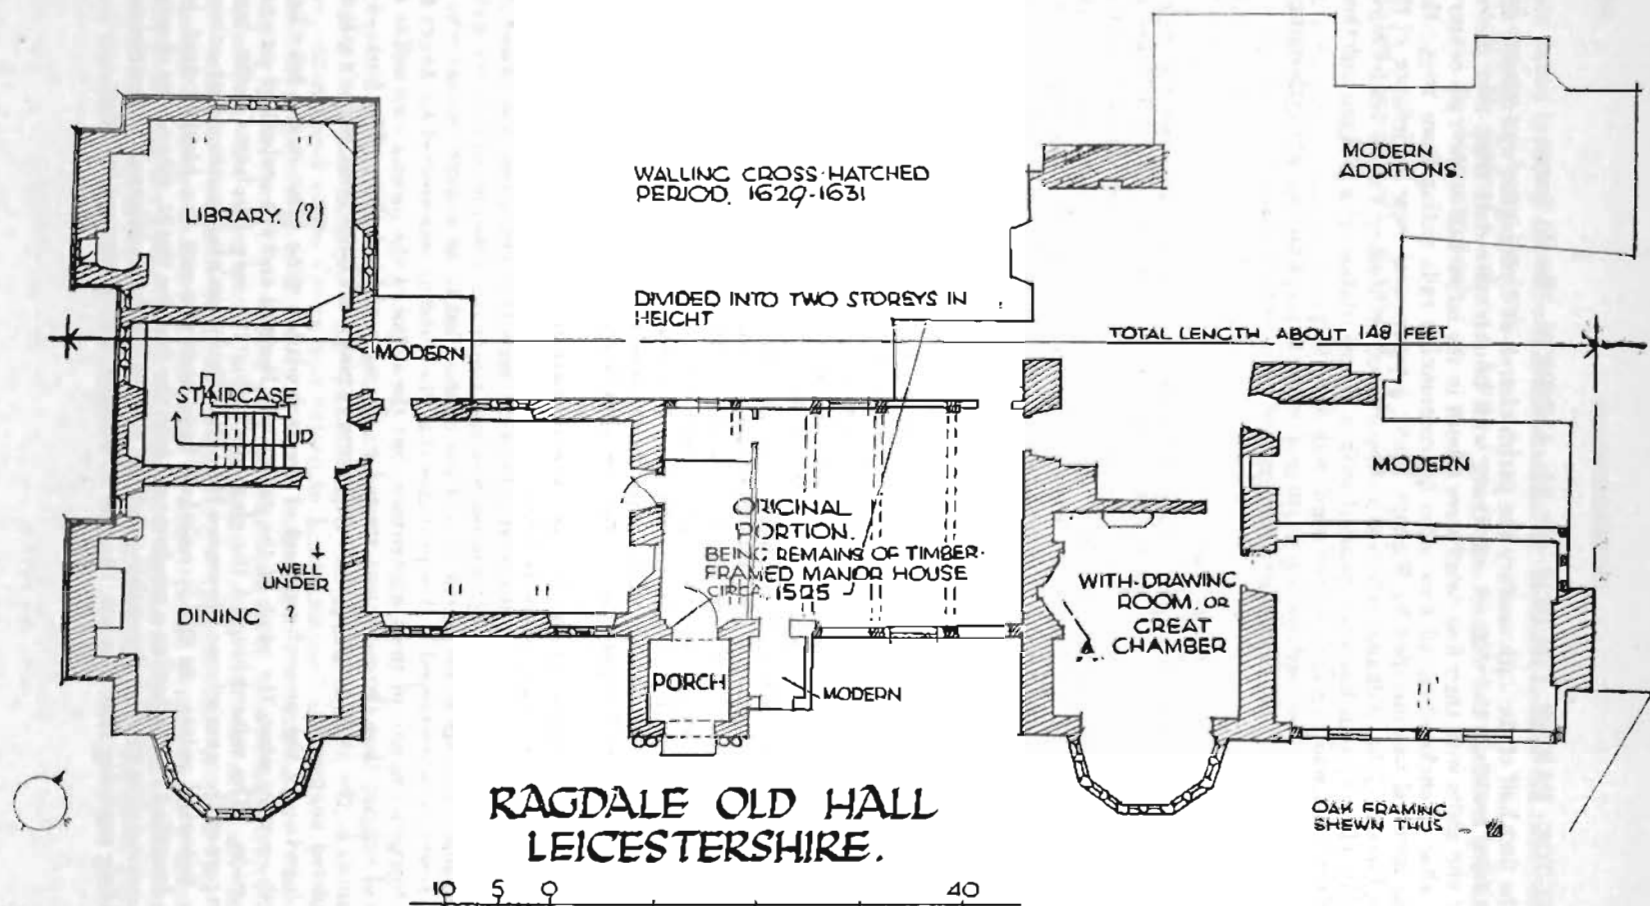 WALLING CROSS-HATCHED
PERIOD. 1629-1631
MODERN
ADDITIONS.
LIBRARY. (?)
DIVIDED INTO TWO STOREYS IN
HEIGHT
TOTAL LENGTH ABOUT 148 FEET
MODERN
STAIRCASE
UP
MODERN
ORIGINAL
PORTION.
BEING REMAINS OF TIMBER-
FRAMED MANOR HOUSE
CIRCA. 1525
WELL
UNDER
?
DINING
WITH-DRAWING
ROOM. OR
GREAT
CHAMBER
PORCH
MODERN
RAGDALE OLD HALL
LEICESTERSHIRE.
OAK FRAMING
SHEWN THUS
10 5 0 40